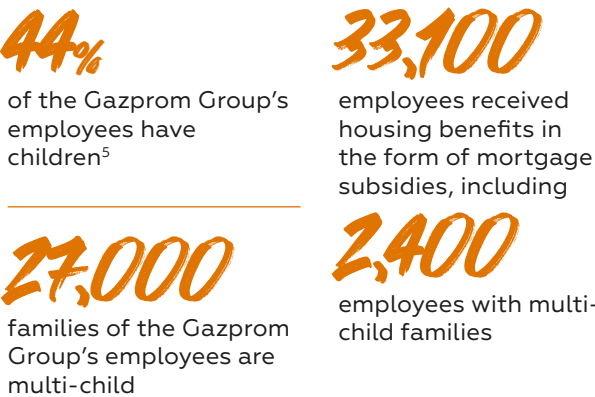 44%
of the Gazprom Group’s
employees have
children⁵
27,000
families of the Gazprom
Group’s employees are
multi-child
33,100
employees received
housing benefits in
the form of mortgage
subsidies, including
2,400
employees with multi-
child families